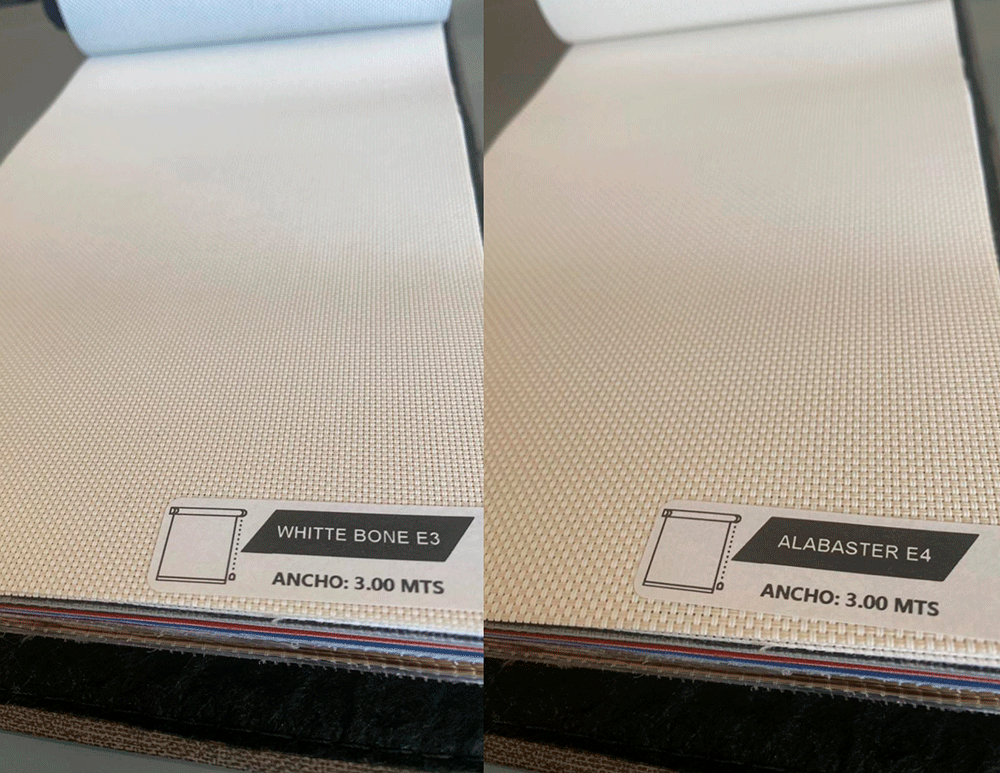 WHITTE BONE E3
ANCHO: 3.00 MTS
ALABASTER E4
ANCHO: 3.00 MTS